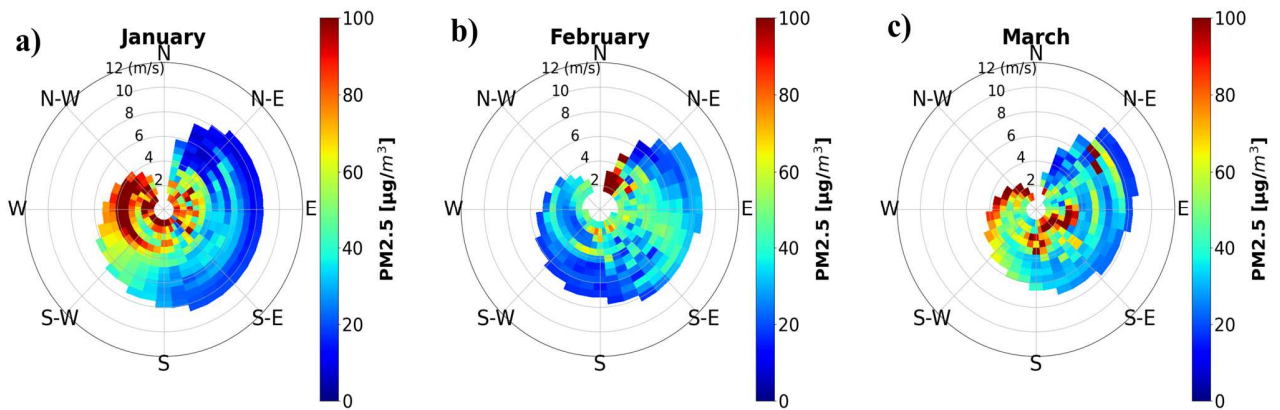 a)
January
N
12 (m/s)
10
8
6
4
2
N-W
N-E
W
E
S-W
S-E
S
100
80
60
40
20
0
PM2.5 [µg/m³]
b)
February
N
12 (m/s)
10
8
6
4
2
N-W
N-E
W
E
S-W
S-E
S
100
80
60
40
20
0
PM2.5 [µg/m³]
c)
March
N
12 (m/s)
10
8
6
4
2
N-W
N-E
W
E
S-W
S-E
S
100
80
60
40
20
0
PM2.5 [µg/m³]